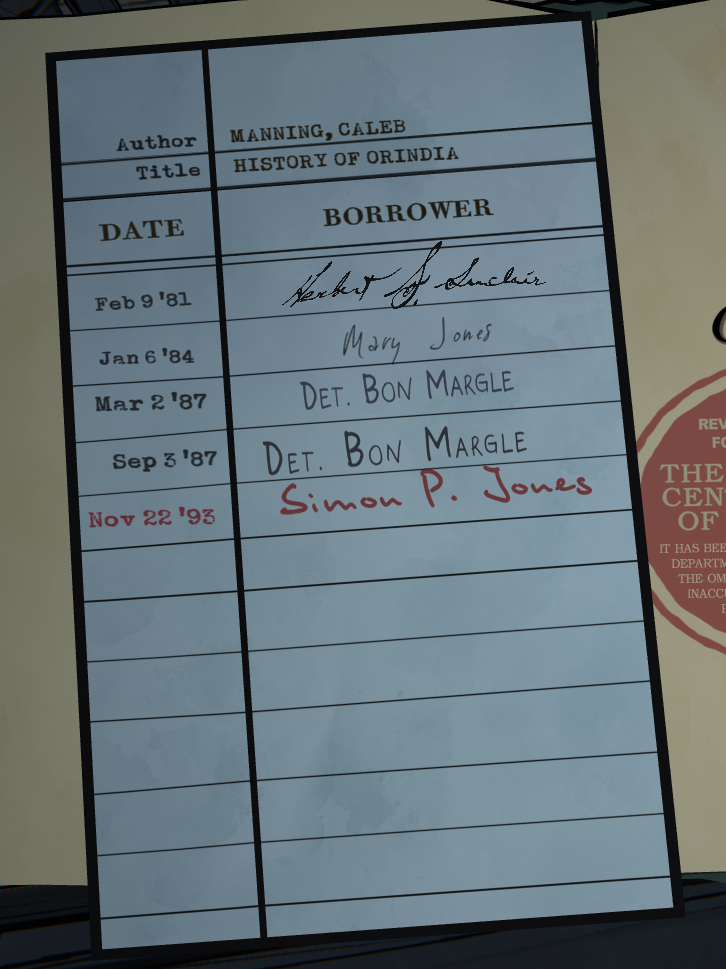 Author MANNING, CALEB
Title HISTORY OF ORINDIA
DATE BORROWER
Feb 9 '81 Herbert J. Sinclair
Jan 6 '84 Mary Jones
Mar 2 '87 DET. BON MARGLE
Sep 3 '87 DET. BON MARGLE
Nov 22 '93 Simon P. Jones
REV
FO
THE
CEN
OF
IT HAS BEE
DEPARTM
THE OM
INACCU